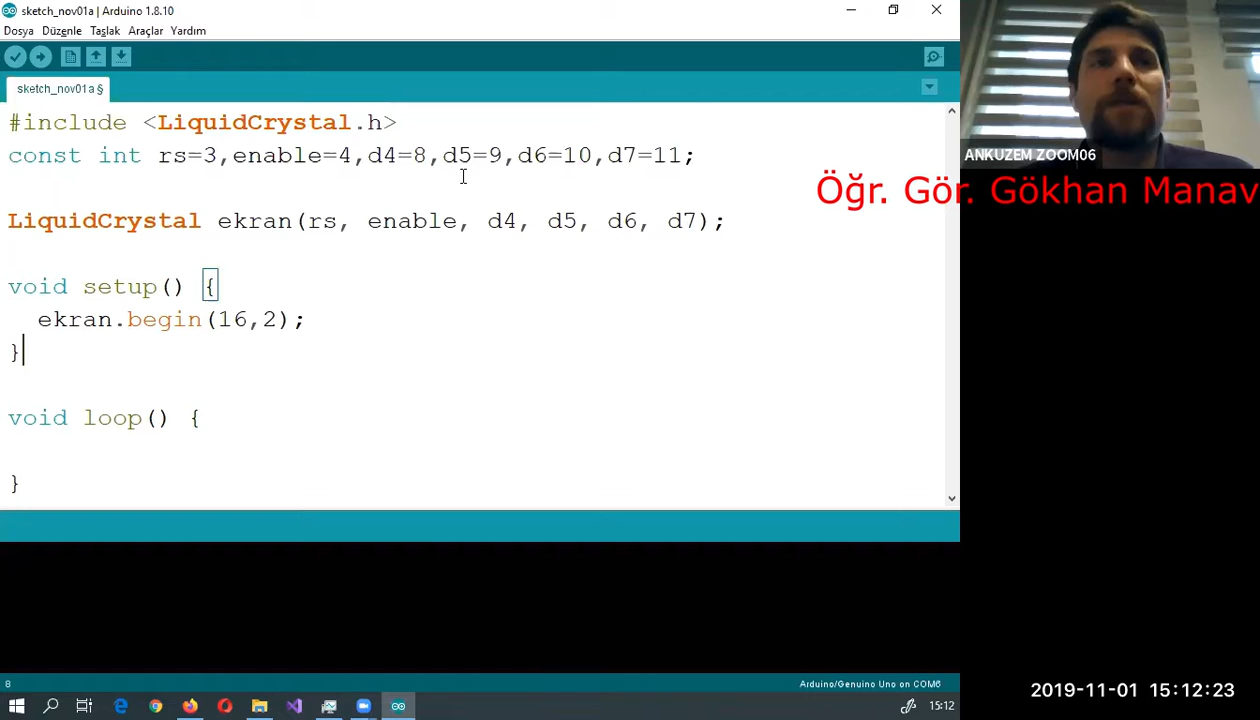 sketch_nov01a | Arduino 1.8.10
Dosya Düzenle Taslak Araçlar Yardım
sketch_nov01a §
#include <LiquidCrystal.h>
const int rs=3,enable=4,d4=8,d5=9,d6=10,d7=11;
LiquidCrystal ekran(rs, enable, d4, d5, d6, d7);
void setup() {
ekran.begin(16,2);
}
void loop() {
}
8
Arduino/Genuino Uno on COM6
15:12
ANKUZEM ZOOM06
Öğr. Gör. Gökhan Manav
2019-11-01 15:12:23